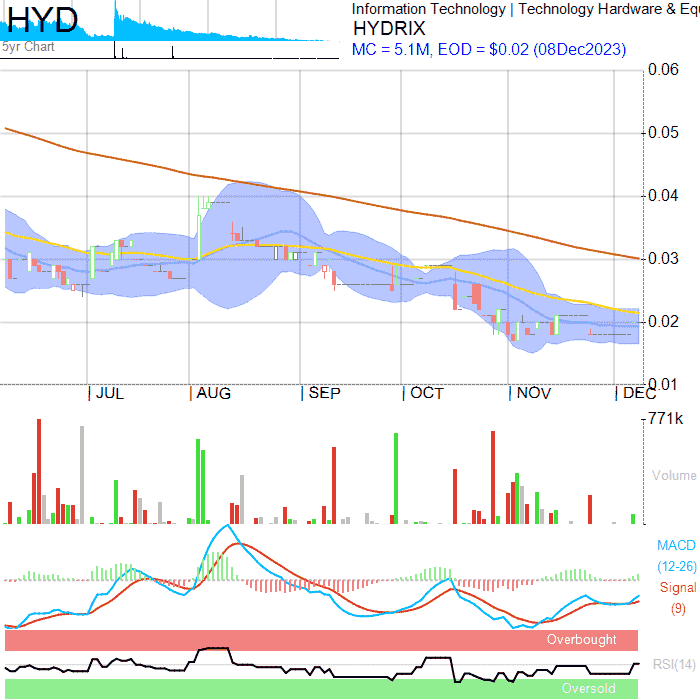 HYD
5yr Chart
Information Technology | Technology Hardware & Equ
HYDRIX
MC = 5.1M, EOD = $0.02 (08Dec2023)
0.06
0.05
0.04
0.03
0.02
0.01
JUL AUG SEP OCT NOV DEC
771k
Volume
MACD
(12-26)
Signal
(9)
Overbought
RSI(14)
Oversold